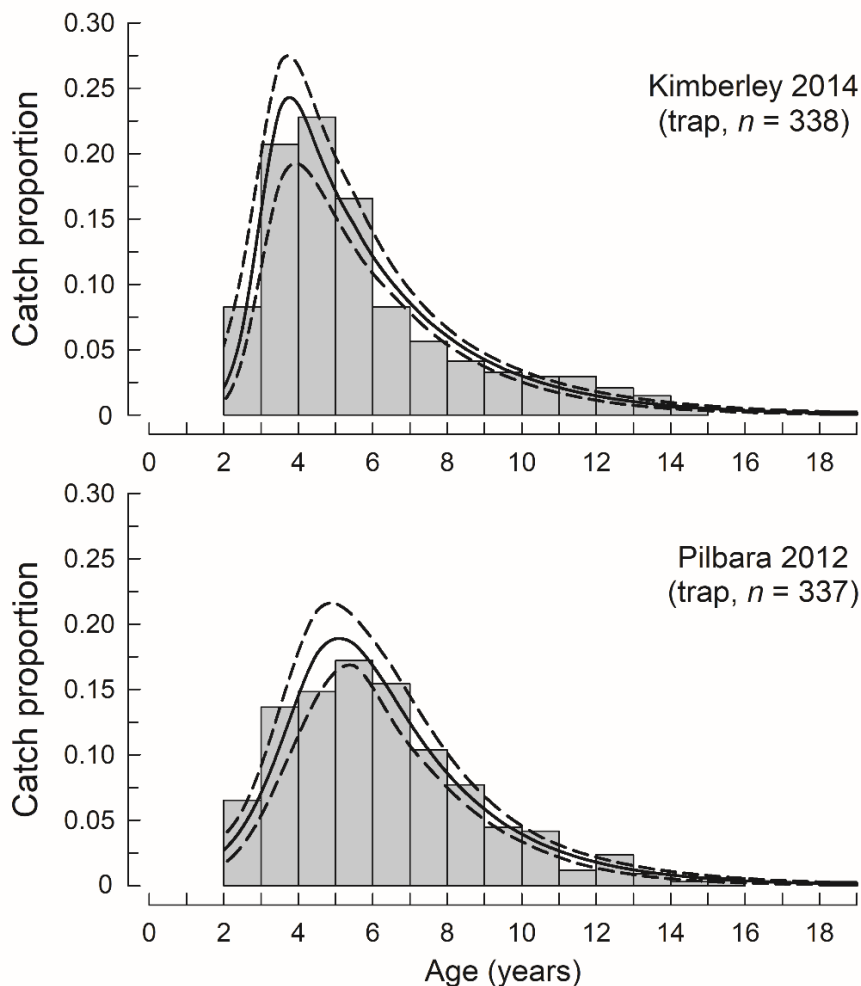 0.30
0.25
0.20
0.15
0.10
0.05
0
Catch proportion
Kimberley 2014
(trap, n = 338)
0 2 4 6 8 10 12 14 16 18
0.30
0.25
0.20
0.15
0.10
0.05
0
Catch proportion
Pilbara 2012
(trap, n = 337)
0 2 4 6 8 10 12 14 16 18
Age (years)